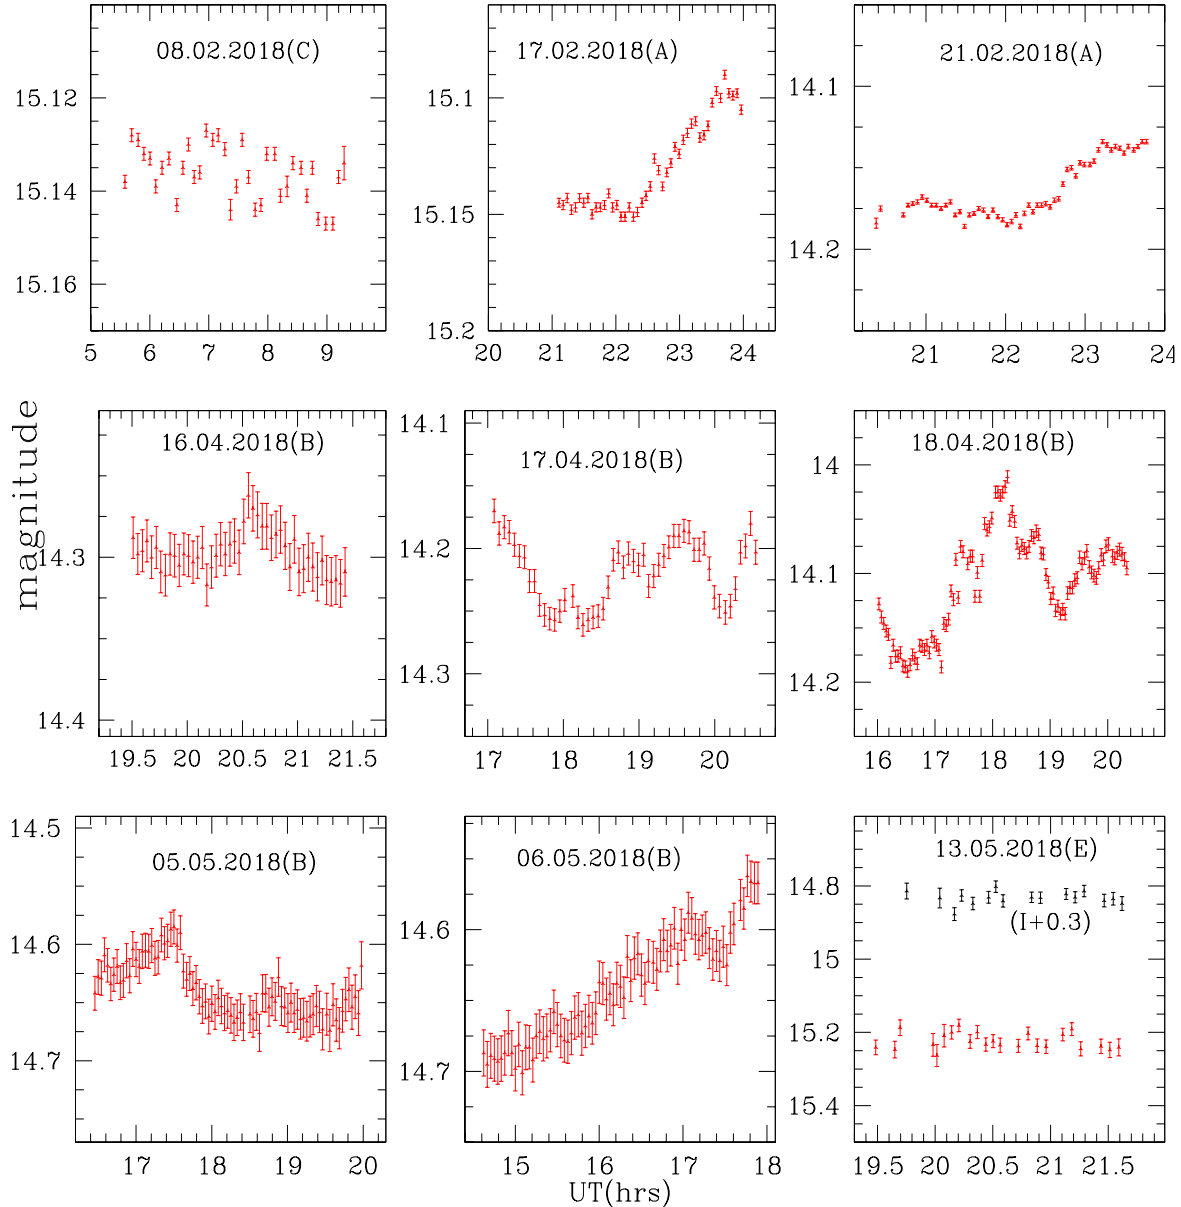 08.02.2018(C)
15.12
15.14
15.16
5 6 7 8 9
17.02.2018(A)
15.1
15.15
15.2
20 21 22 23 24
21.02.2018(A)
14.1
14.2
21 22 23 24
magnitude
16.04.2018(B)
14.3
14.4
19.5 20 20.5 21 21.5
17.04.2018(B)
14.1
14.2
14.3
17 18 19 20
18.04.2018(B)
14
14.1
14.2
16 17 18 19 20
05.05.2018(B)
14.5
14.6
14.7
17 18 19 20
06.05.2018(B)
14.6
14.7
15 16 17 18
13.05.2018(E)
14.8
(I+0.3)
15
15.2
15.4
19.5 20 20.5 21 21.5
UT(hrs)